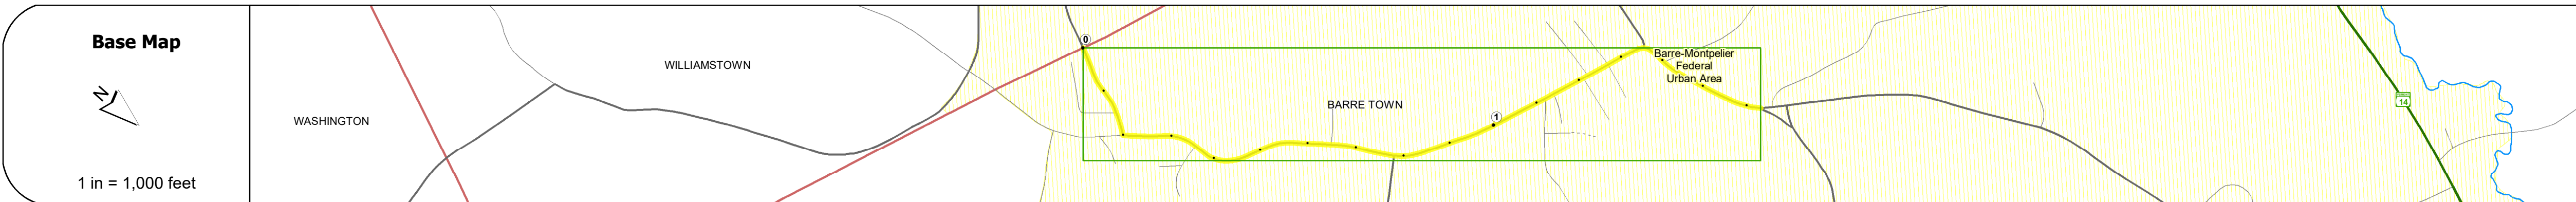 Base Map
N
1 in = 1,000 feet
WASHINGTON
WILLIAMSTOWN
0
BARRE TOWN
1
Barre-Montpelier
Federal
Urban Area
14